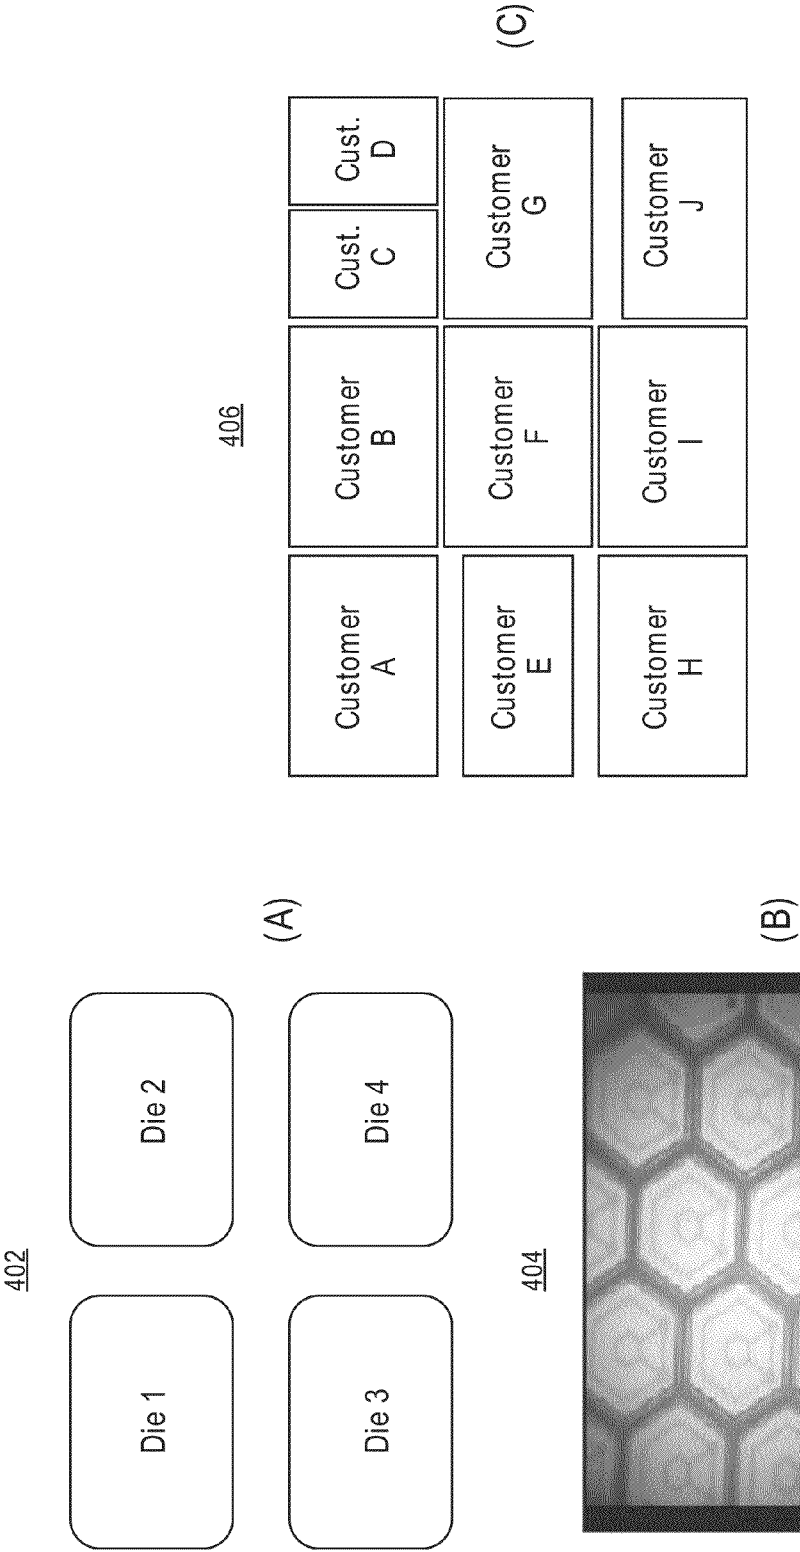 402
Die 1
Die 2
Die 3
Die 4
(A)
404
(B)
406
Customer
A
Customer
B
Cust.
C
Cust.
D
Customer
E
Customer
F
Customer
G
Customer
H
Customer
I
Customer
J
(C)